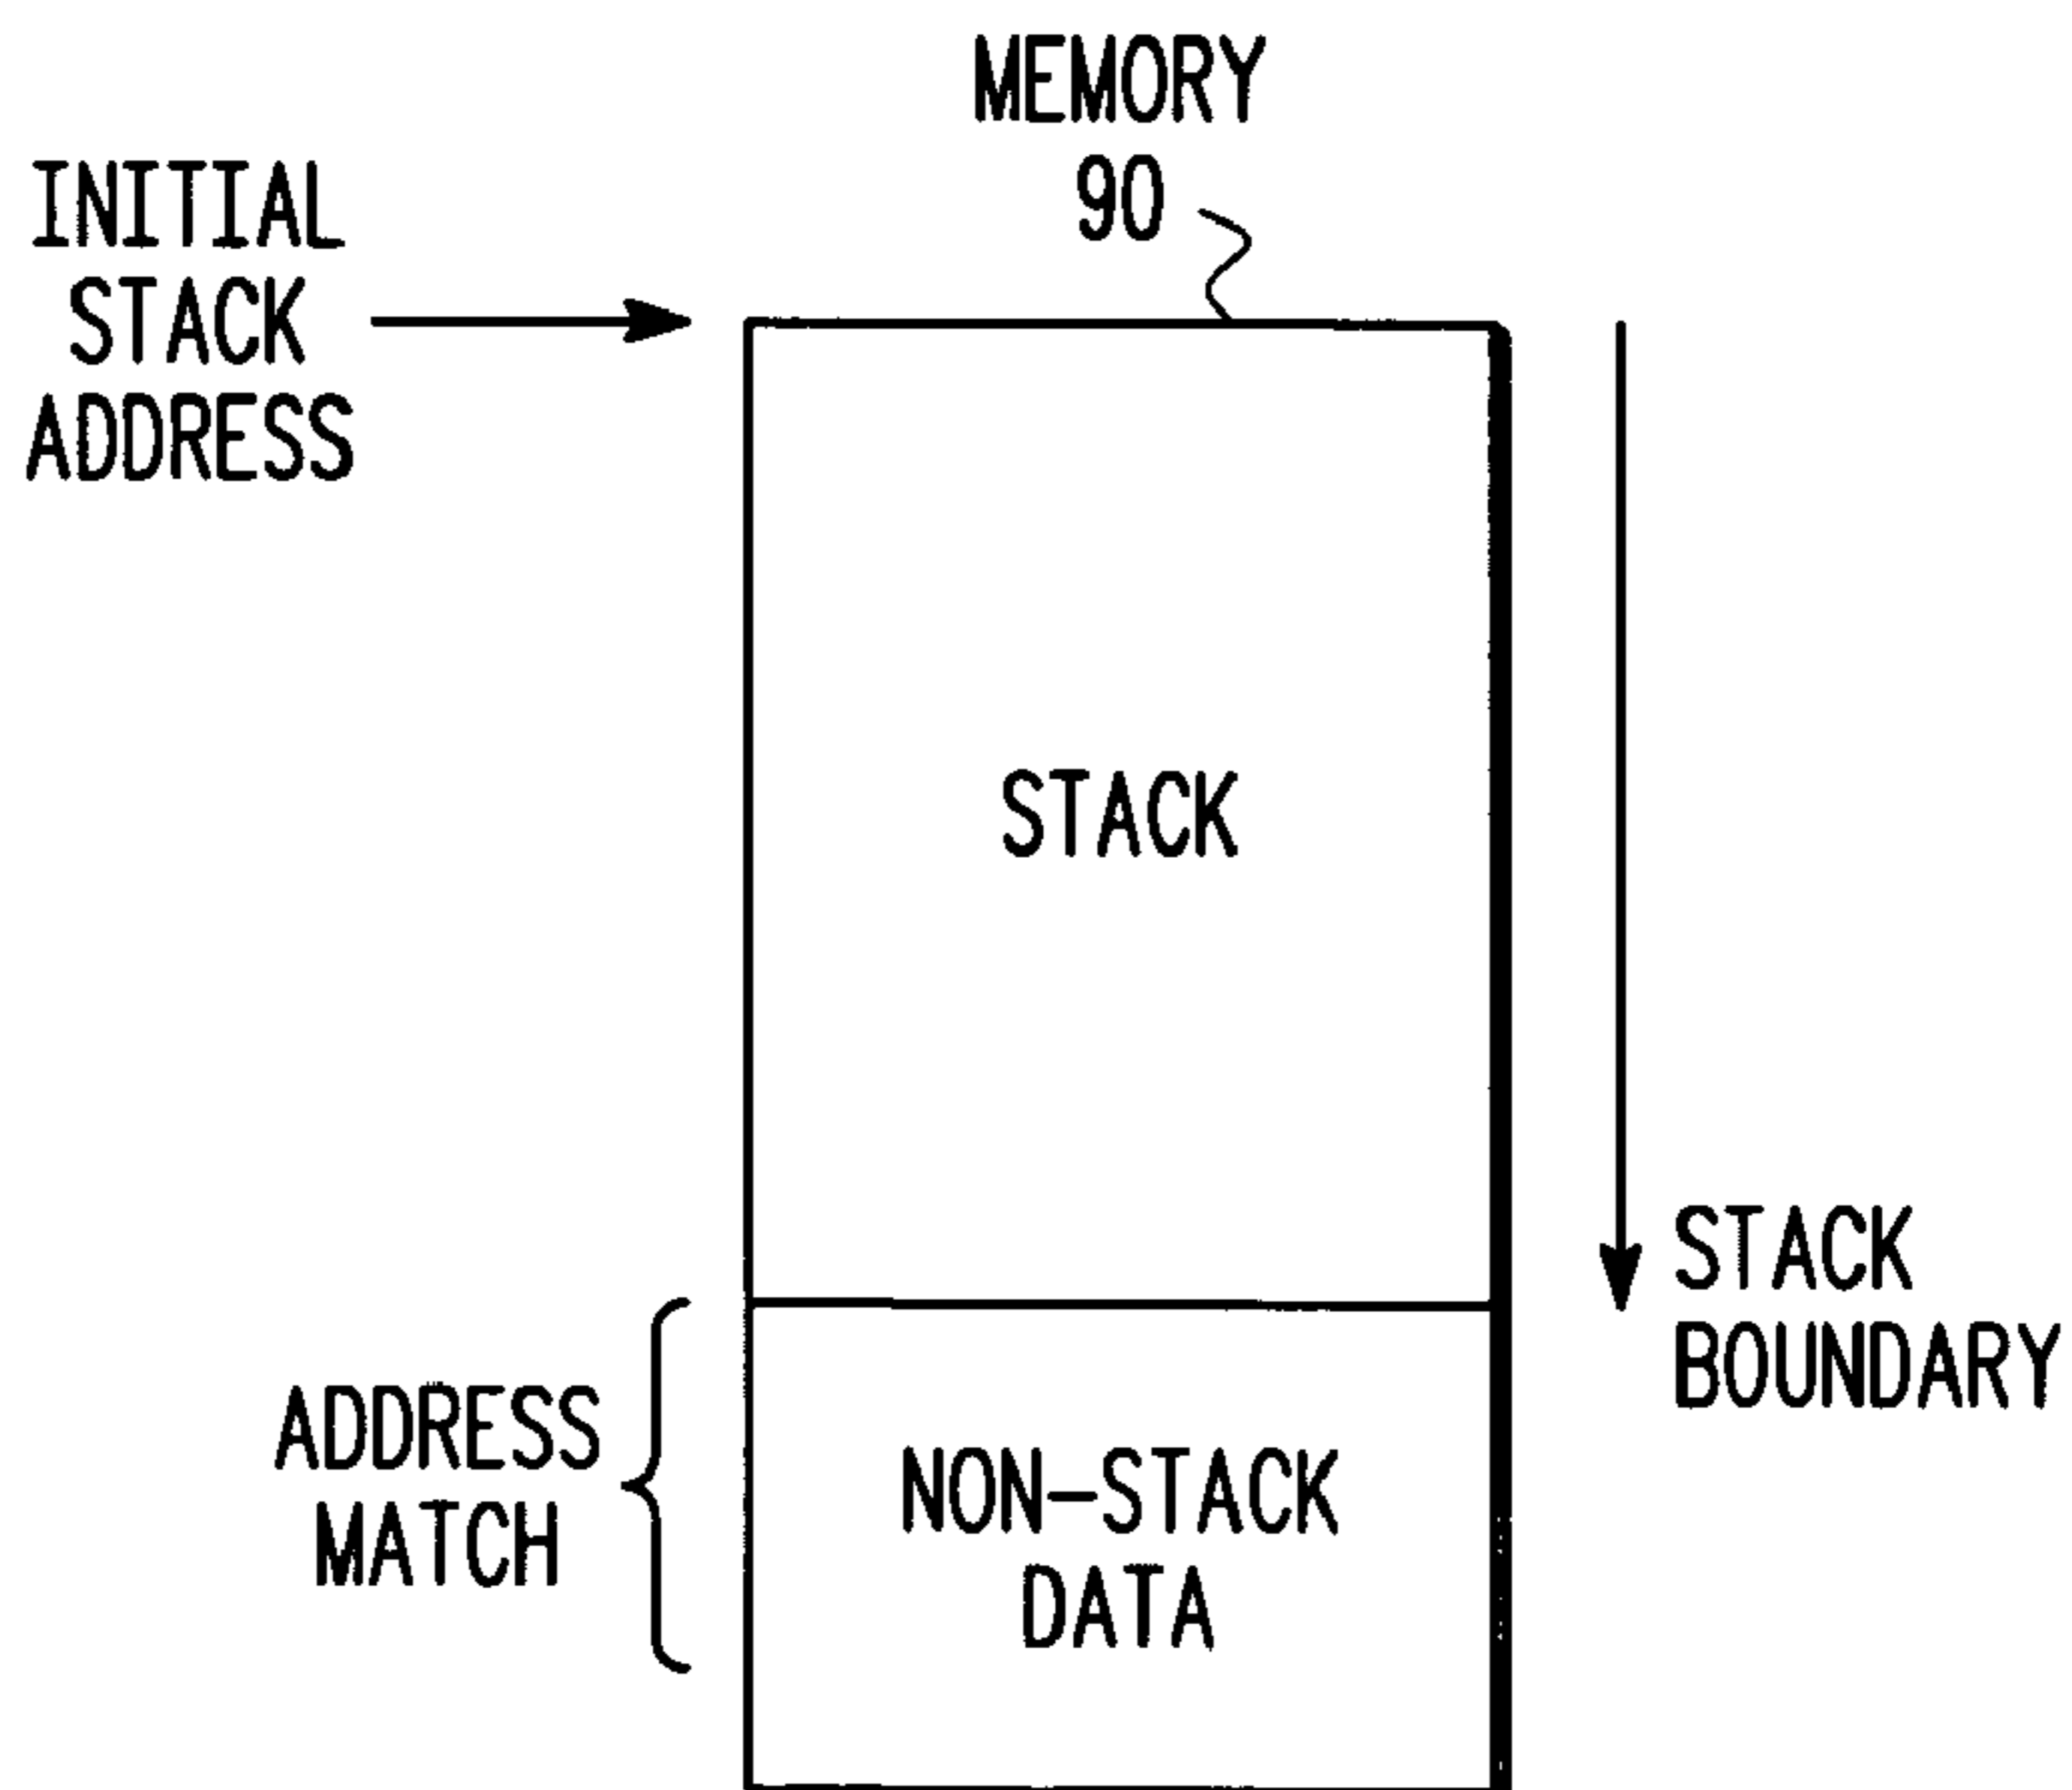 MEMORY
90
INITIAL
STACK
ADDRESS
STACK
STACK
BOUNDARY
ADDRESS
MATCH
NON-STACK
DATA